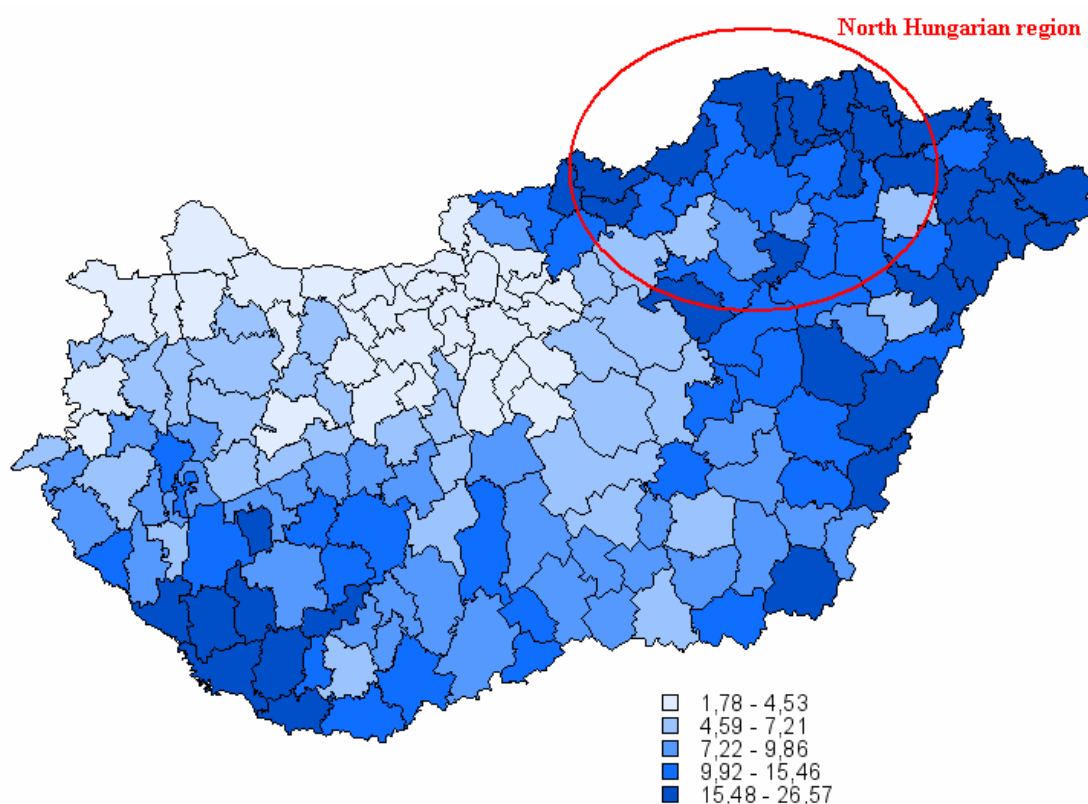 North Hungarian region
1,78 - 4,53
4,59 - 7,21
7,22 - 9,86
9,92 - 15,46
15,48 - 26,57